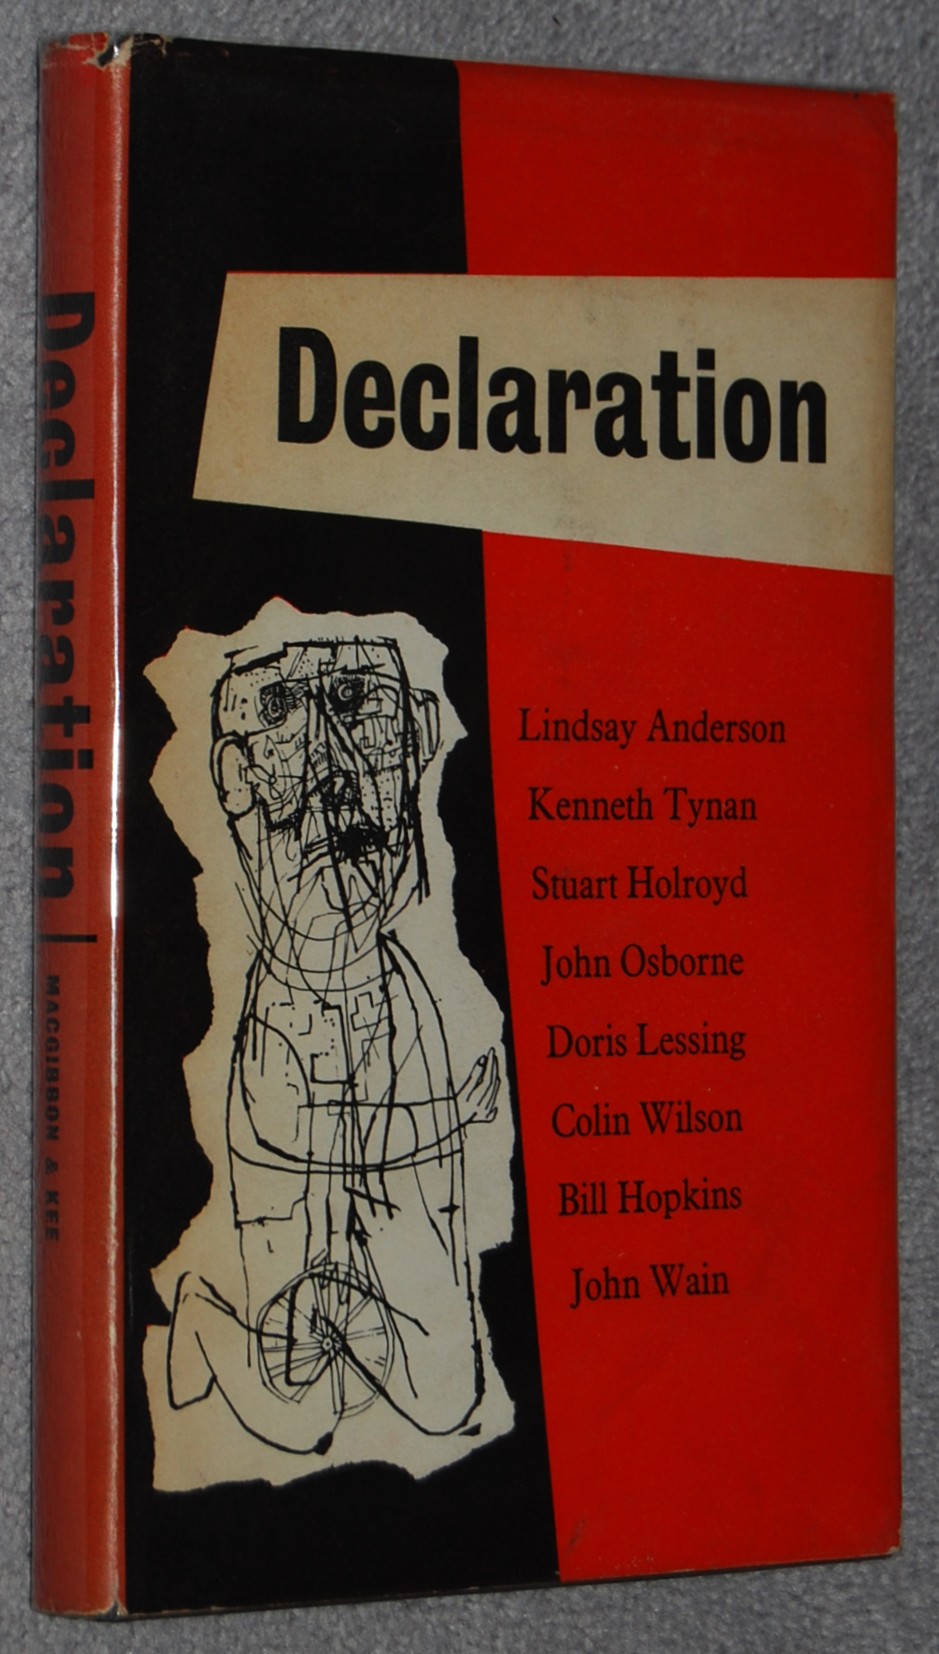 Declaration
Lindsay Anderson
Kenneth Tynan
Stuart Holroyd
John Osborne
Doris Lessing
Colin Wilson
Bill Hopkins
John Wain
Declaration | MACGIBBON & KEE